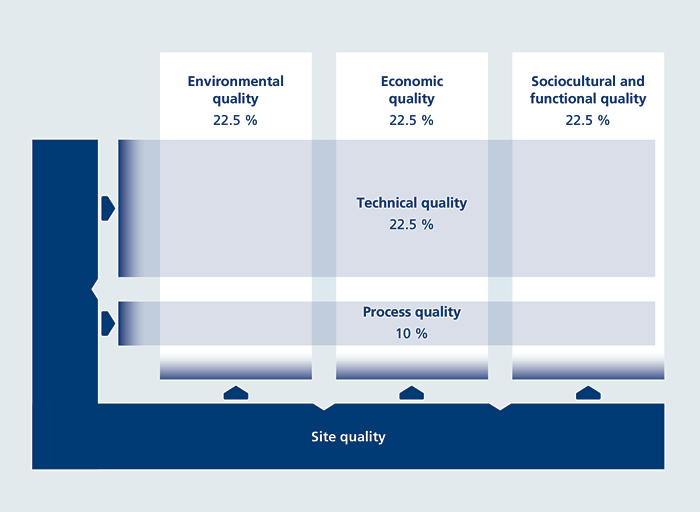 Environmental
quality
22.5 %
Economic
quality
22.5 %
Sociocultural and
functional quality
22.5 %
Technical quality
22.5 %
Process quality
10 %
Site quality